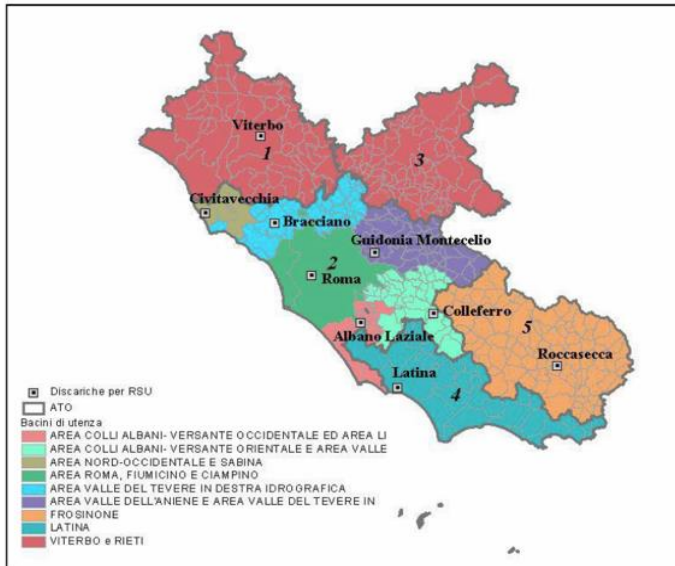 Viterbo
1
3
Civitavecchia
Bracciano
Guidonia Montecelio
2
Roma
Colleferro
5
Albano Laziale
Roccasecca
Latina
4
Discariche per RSU
ATO
Bacini di utenza
AREA COLLI ALBANI- VERSANTE OCCIDENTALE ED AREA LI
AREA COLLI ALBANI- VERSANTE ORIENTALE E AREA VALLE
AREA NORD-OCCIDENTALE E SABINA
AREA ROMA, FIUMICINO E CIAMPINO
AREA VALLE DEL TEVERE IN DESTRA IDROGRAFICA
AREA VALLE DELL'ANIENE E AREA VALLE DEL TEVERE IN
FROSINONE
LATINA
VITERBO e RIETI